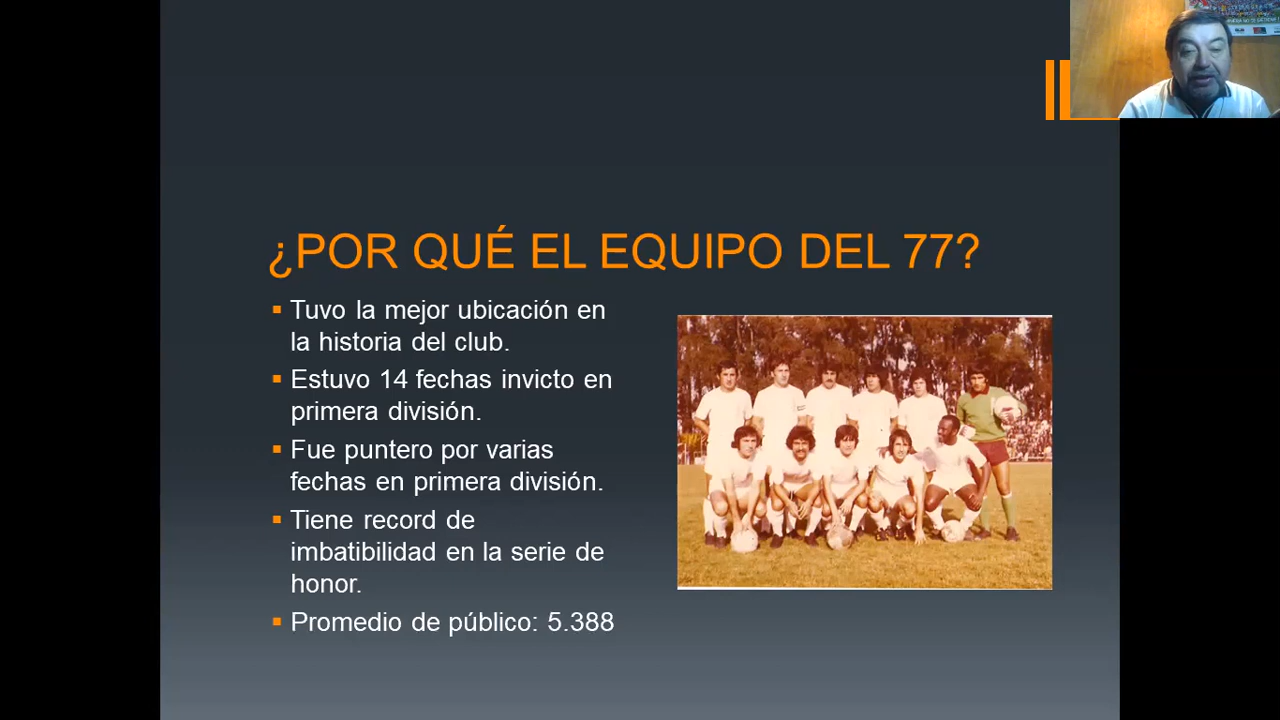 ¿POR QUÉ EL EQUIPO DEL 77?
▪ Tuvo la mejor ubicación en
la historia del club.
▪ Estuvo 14 fechas invicto en
primera división.
▪ Fue puntero por varias
fechas en primera división.
▪ Tiene record de
imbatibilidad en la serie de
honor.
▪ Promedio de público: 5.388